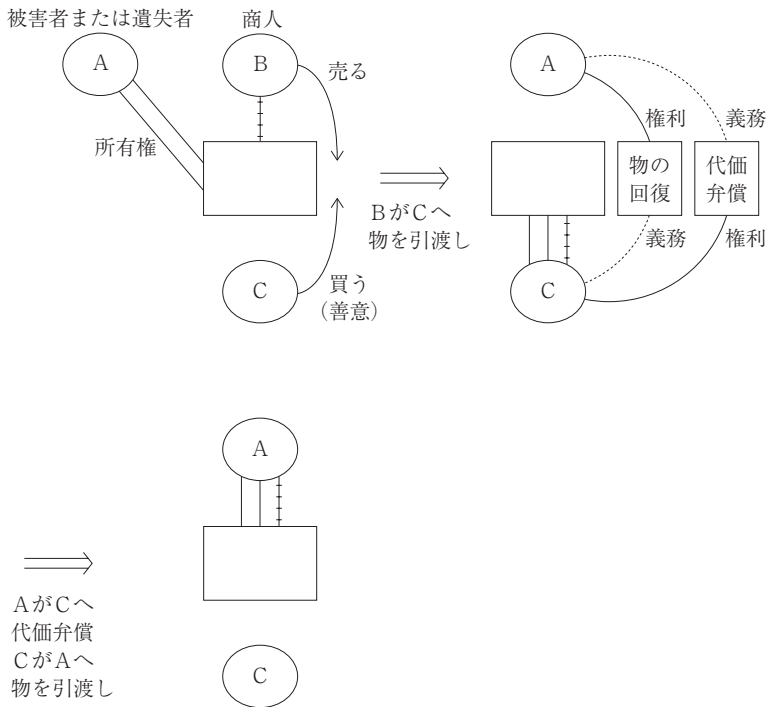 被害者または遺失者
商人
A
B
売る
所有権
C
買う
（善意）
BがCへ
物を引渡し
A
権利
義務
物の
回復
代価
弁償
義務
権利
C
A
AがCへ
代価弁償
CがAへ
物を引渡し
C